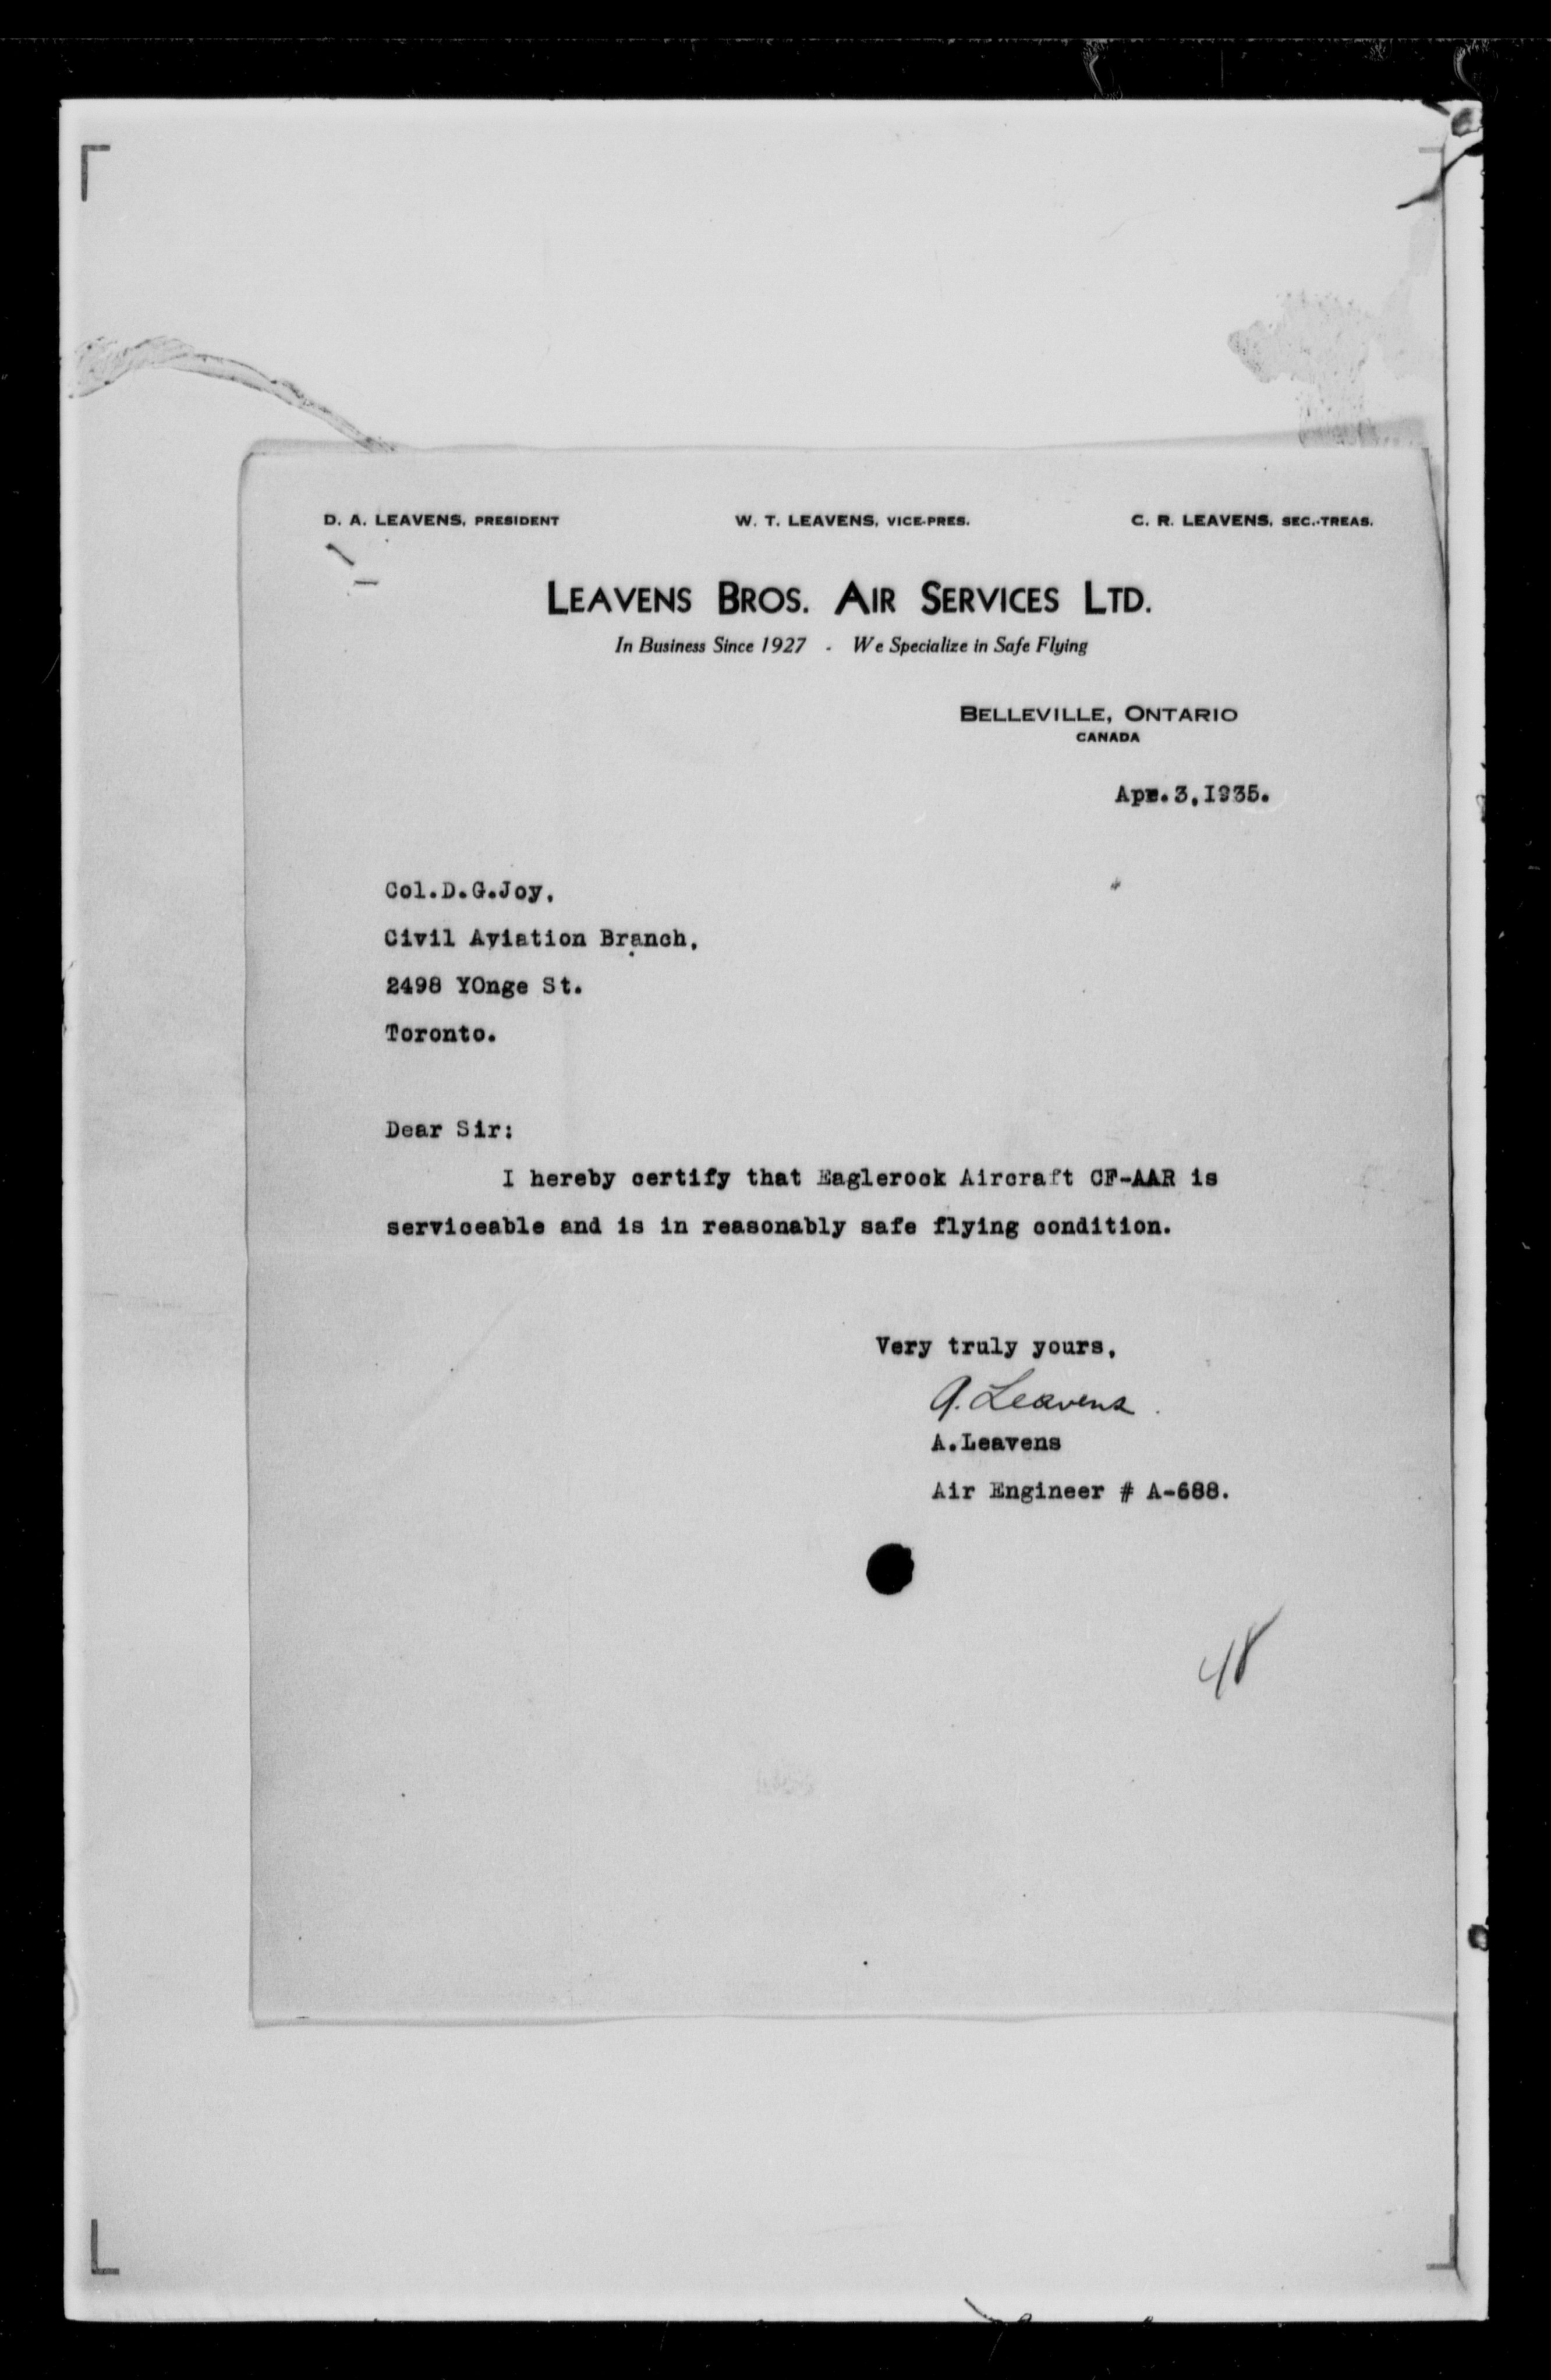 D. A. LEAVENS, PRESIDENT W. T. LEAVENS, VICE-PRES. C. R. LEAVENS, SEC.-TREAS.
LEAVENS BROS. AIR SERVICES LTD.
In Business Since 1927 - We Specialize in Safe Flying
BELLEVILLE, ONTARIO
CANADA
Apr.3,I935.
Col.D.G.Joy,
Civil Aviation Branch,
2498 YOnge St.
Toronto.
Dear Sir:
I hereby certify that Eaglerock Aircraft CF-AAR is
serviceable and is in reasonably safe flying condition.
Very truly yours,
A. Leavens.
A.Leavens
Air Engineer # A-688.
48